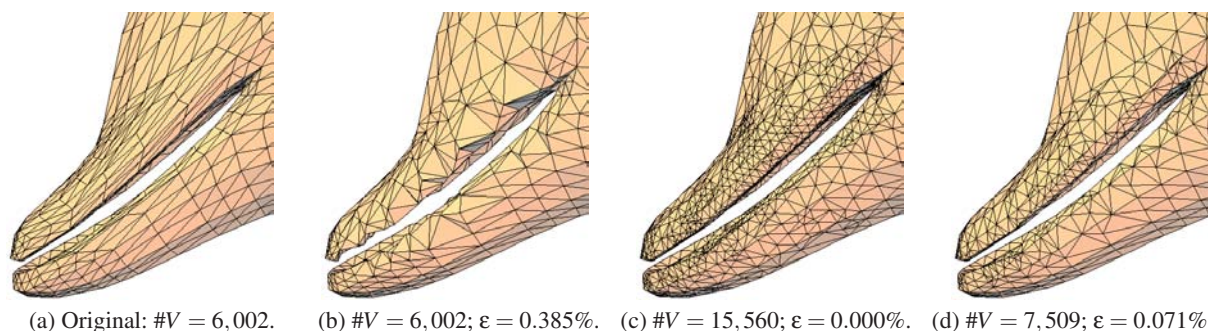 (a) Original: #V = 6,002. (b) #V = 6,002; ε = 0.385%. (c) #V = 15,560; ε = 0.000% (d) #V = 7,509; ε = 0.071%